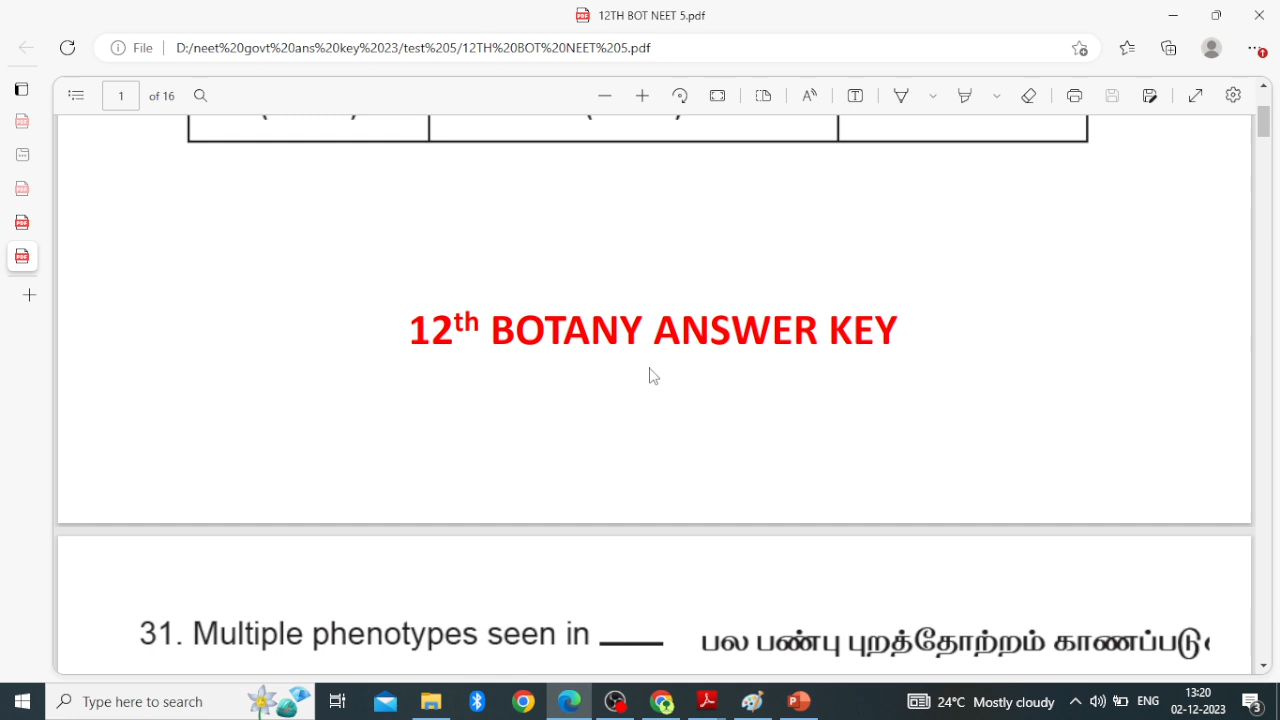 12TH BOT NEET 5.pdf
File D:/neet%20govt%20ans%20key%2023/test%205/12TH%20BOT%20NEET%205.pdf
1 of 16
12th BOTANY ANSWER KEY
31. Multiple phenotypes seen in ____ பல பண்பு புறத்தோற்றம் காணப்படு
Type here to search
24°C Mostly cloudy
ENG
13:20
02-12-2023
3